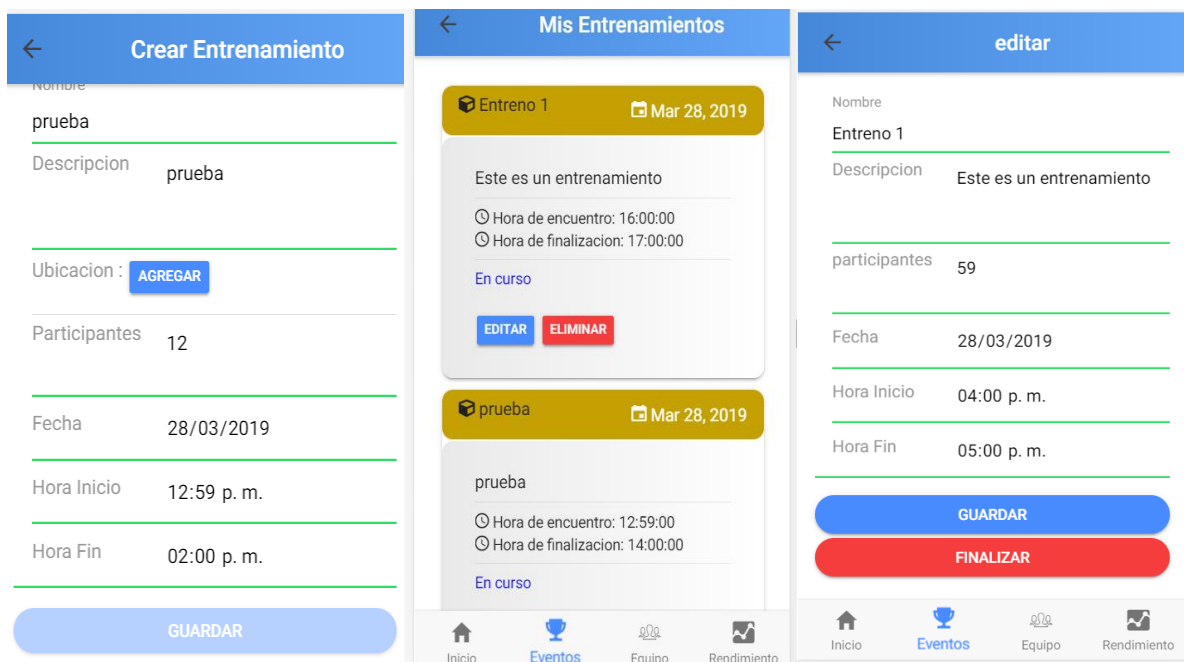 Crear Entrenamiento
Nombre
prueba
Descripcion prueba
Ubicacion : AGREGAR
Participantes 12
Fecha 28/03/2019
Hora Inicio 12:59 p. m.
Hora Fin 02:00 p. m.
GUARDAR
Mis Entrenamientos
Entreno 1 Mar 28, 2019
Este es un entrenamiento
Hora de encuentro: 16:00:00
Hora de finalizacion: 17:00:00
En curso
EDITAR ELIMINAR
prueba Mar 28, 2019
prueba
Hora de encuentro: 12:59:00
Hora de finalizacion: 14:00:00
En curso
Inicio Eventos Equipo Rendimiento
editar
Nombre
Entreno 1
Descripcion Este es un entrenamiento
participantes 59
Fecha 28/03/2019
Hora Inicio 04:00 p. m.
Hora Fin 05:00 p. m.
GUARDAR
FINALIZAR
Inicio Eventos Equipo Rendimiento